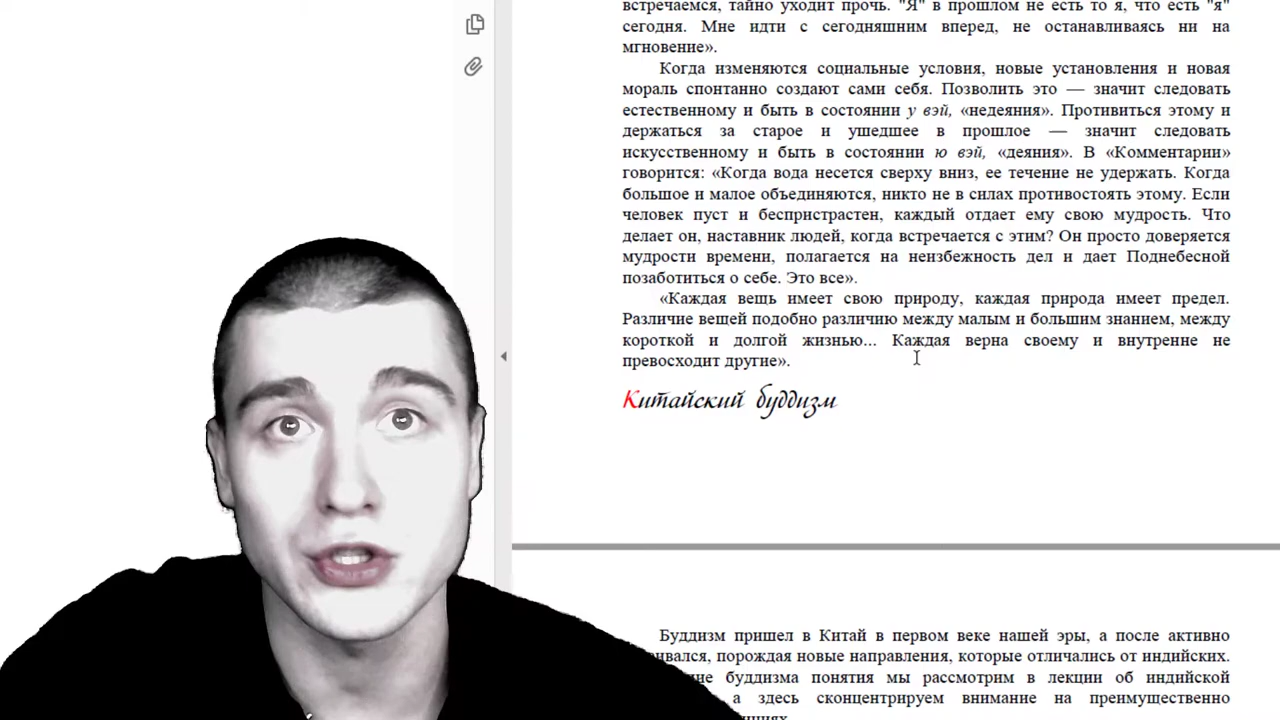 встречаемся, тайно уходит прочь. "Я" в прошлом не есть то я, что есть "я"
сегодня. Мне идти с сегодняшним вперед, не останавливаясь ни на
мгновение».
Когда изменяются социальные условия, новые установления и новая
мораль спонтанно создают сами себя. Позволить это — значит следовать
естественному и быть в состоянии у вэй, «недеяния». Противиться этому и
держаться за старое и ушедшее в прошлое — значит следовать
искусственному и быть в состоянии ю вэй, «деяния». В «Комментарии»
говорится: «Когда вода несется сверху вниз, ее течение не удержать. Когда
большое и малое объединяются, никто не в силах противостоять этому. Если
человек пуст и беспристрастен, каждый отдает ему свою мудрость. Что
делает он, наставник людей, когда встречается с этим? Он просто доверяется
мудрости времени, полагается на неизбежность дел и дает Поднебесной
позаботиться о себе. Это все».
«Каждая вещь имеет свою природу, каждая природа имеет предел.
Различие вещей подобно различию между малым и большим знанием, между
короткой и долгой жизнью... Каждая верна своему и внутренне не
превосходит другие».
Китайский буддизм
Буддизм пришел в Китай в первом веке нашей эры, а после активно
порождая новые направления, которые отличались от индийских.
буддизма понятия мы рассмотрим в лекции об индийской
а здесь сконцентрируем внимание на преимущественно